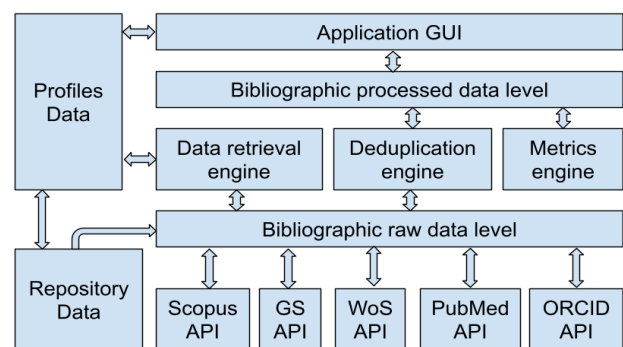 Application GUI
Profiles
Data
Bibliographic processed data level
Data retrieval
engine
Deduplication
engine
Metrics
engine
Bibliographic raw data level
Repository
Data
Scopus
API
GS
API
WoS
API
PubMed
API
ORCID
API